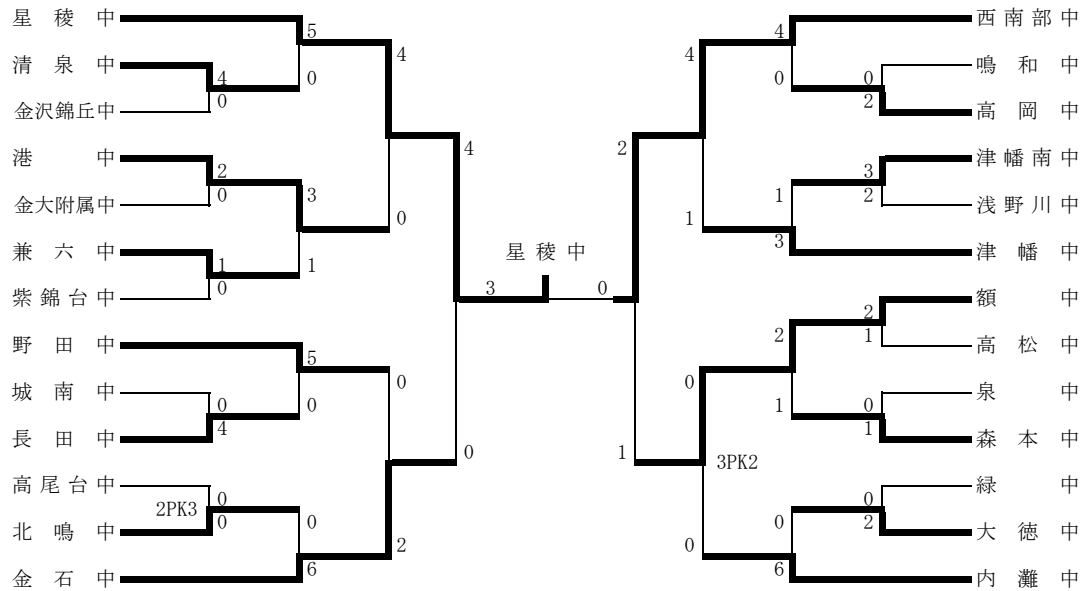 星稜中
5
清泉中
4
0
0
金沢錦丘中
4
港中
2
0
3
金大附属中
兼六中
1
0
1
紫錦台中
0
4
野田中
5
城南中
0
4
0
長田中
0
高尾台中
0
2PK3
0
0
北鳴中
金石中
6
2
0
星稜中
3
0
西南部中
4
鳴和中
0
2
0
高岡中
4
津幡南中
3
2
1
浅野川中
津幡中
3
1
2
額中
2
1
2
高松中
泉中
0
1
1
森本中
0
3PK2
緑中
0
2
0
大徳中
内灘中
6
0
1